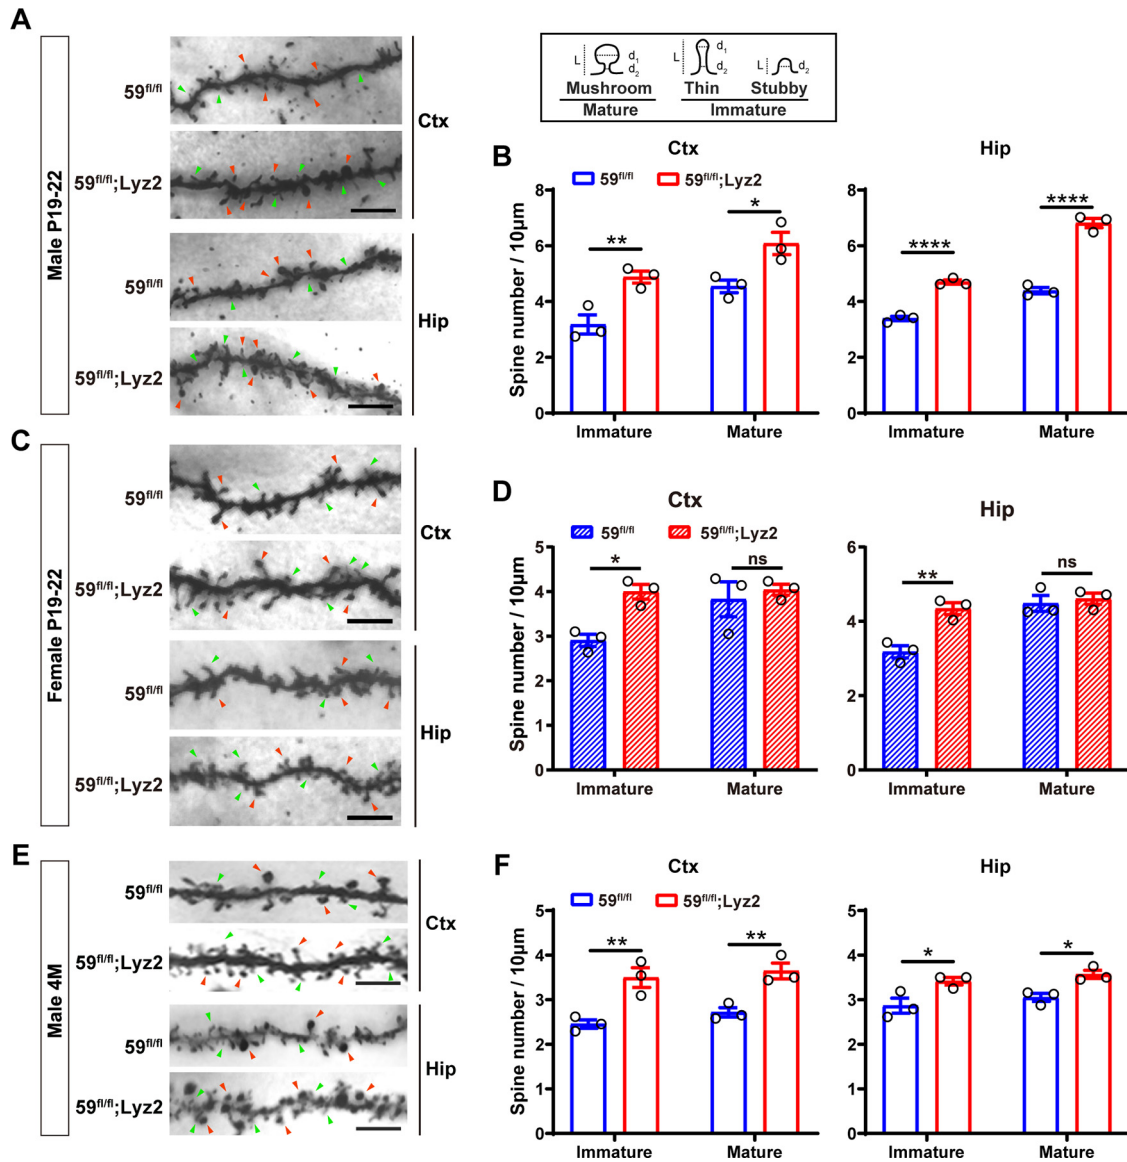 A
Male P19-22
59fl/fl
59fl/fl;Lyz2
Ctx
59fl/fl
59fl/fl;Lyz2
Hip
L
d1
d2
L
d1
d2
L
d2
Mushroom
Thin
Stubby
Mature
Immature
B
Ctx
Hip
59fl/fl
59fl/fl;Lyz2
Spine number / 10μm
8
6
4
2
0
**
*
Immature
Mature
8
6
4
2
0
****
****
Immature
Mature
C
Female P19-22
59fl/fl
59fl/fl;Lyz2
Ctx
59fl/fl
59fl/fl;Lyz2
Hip
D
Ctx
Hip
59fl/fl
59fl/fl;Lyz2
Spine number / 10μm
5
4
3
2
1
0
*
ns
Immature
Mature
6
4
2
0
**
ns
Immature
Mature
E
Male 4M
59fl/fl
59fl/fl;Lyz2
Ctx
59fl/fl
59fl/fl;Lyz2
Hip
F
Ctx
Hip
59fl/fl
59fl/fl;Lyz2
Spine number / 10μm
5
4
3
2
1
0
**
**
Immature
Mature
5
4
3
2
1
0
*
*
Immature
Mature